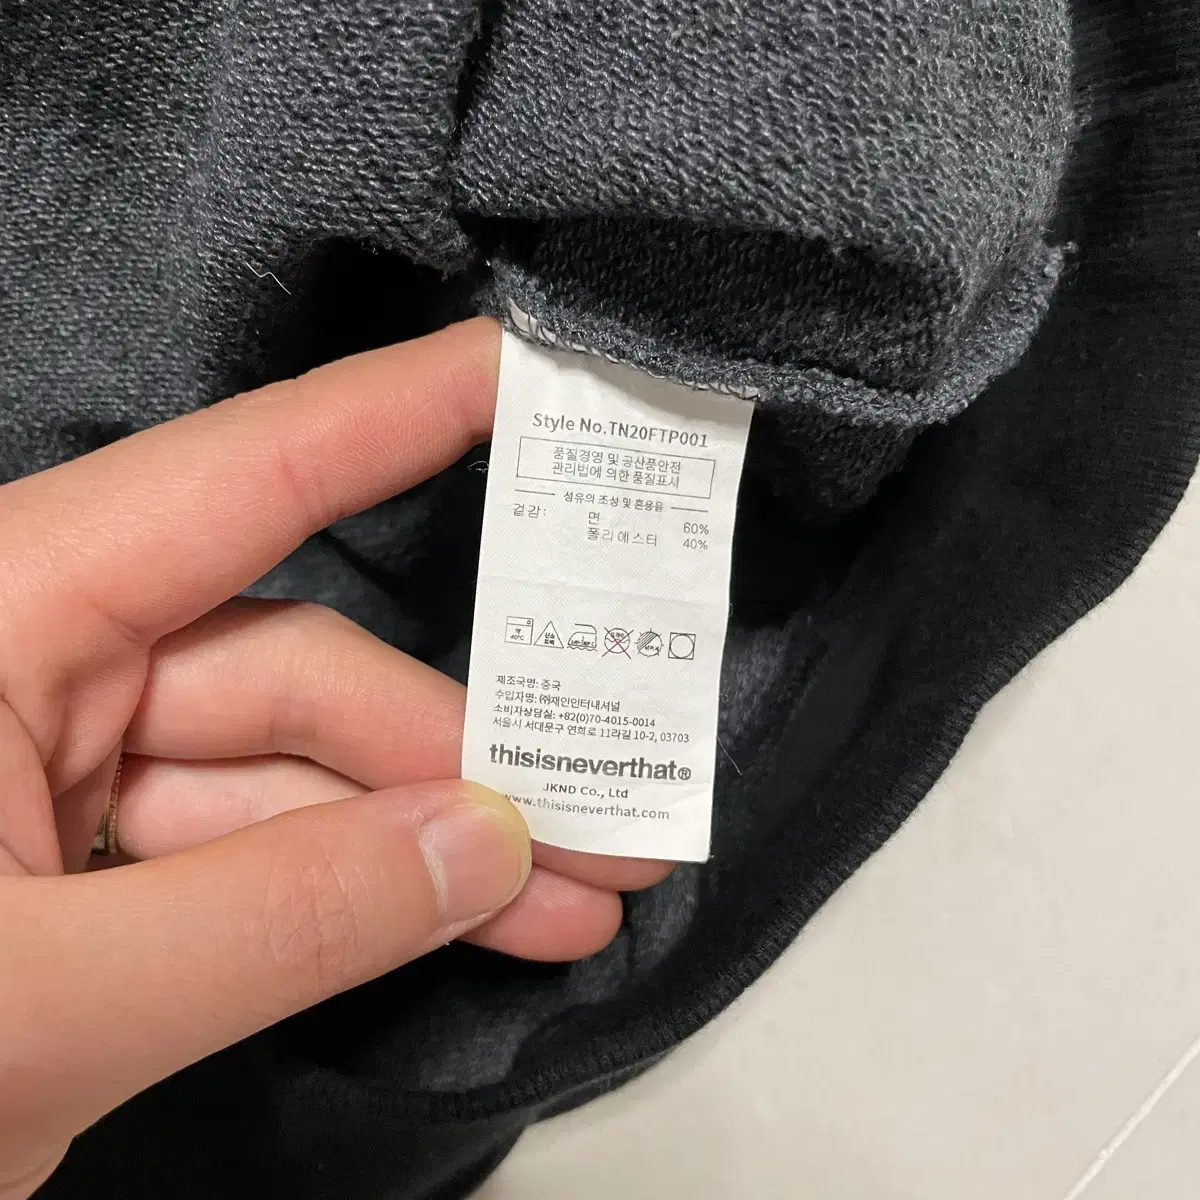 Style No.TN20FTP001
품질경영 및 공산품안전
관리법에 의한 품질표시
섬유의 조성 및 혼용율
겉감: 면 60%
폴리에스터 40%
제조국명: 중국
수입자명: ㈜재인인터내셔널
소비자상담실: +82(0)70-4015-0014
서울시 서대문구 연희로 11라길 10-2, 03703
thisisneverthat®
JKND Co., Ltd
www.thisisneverthat.com